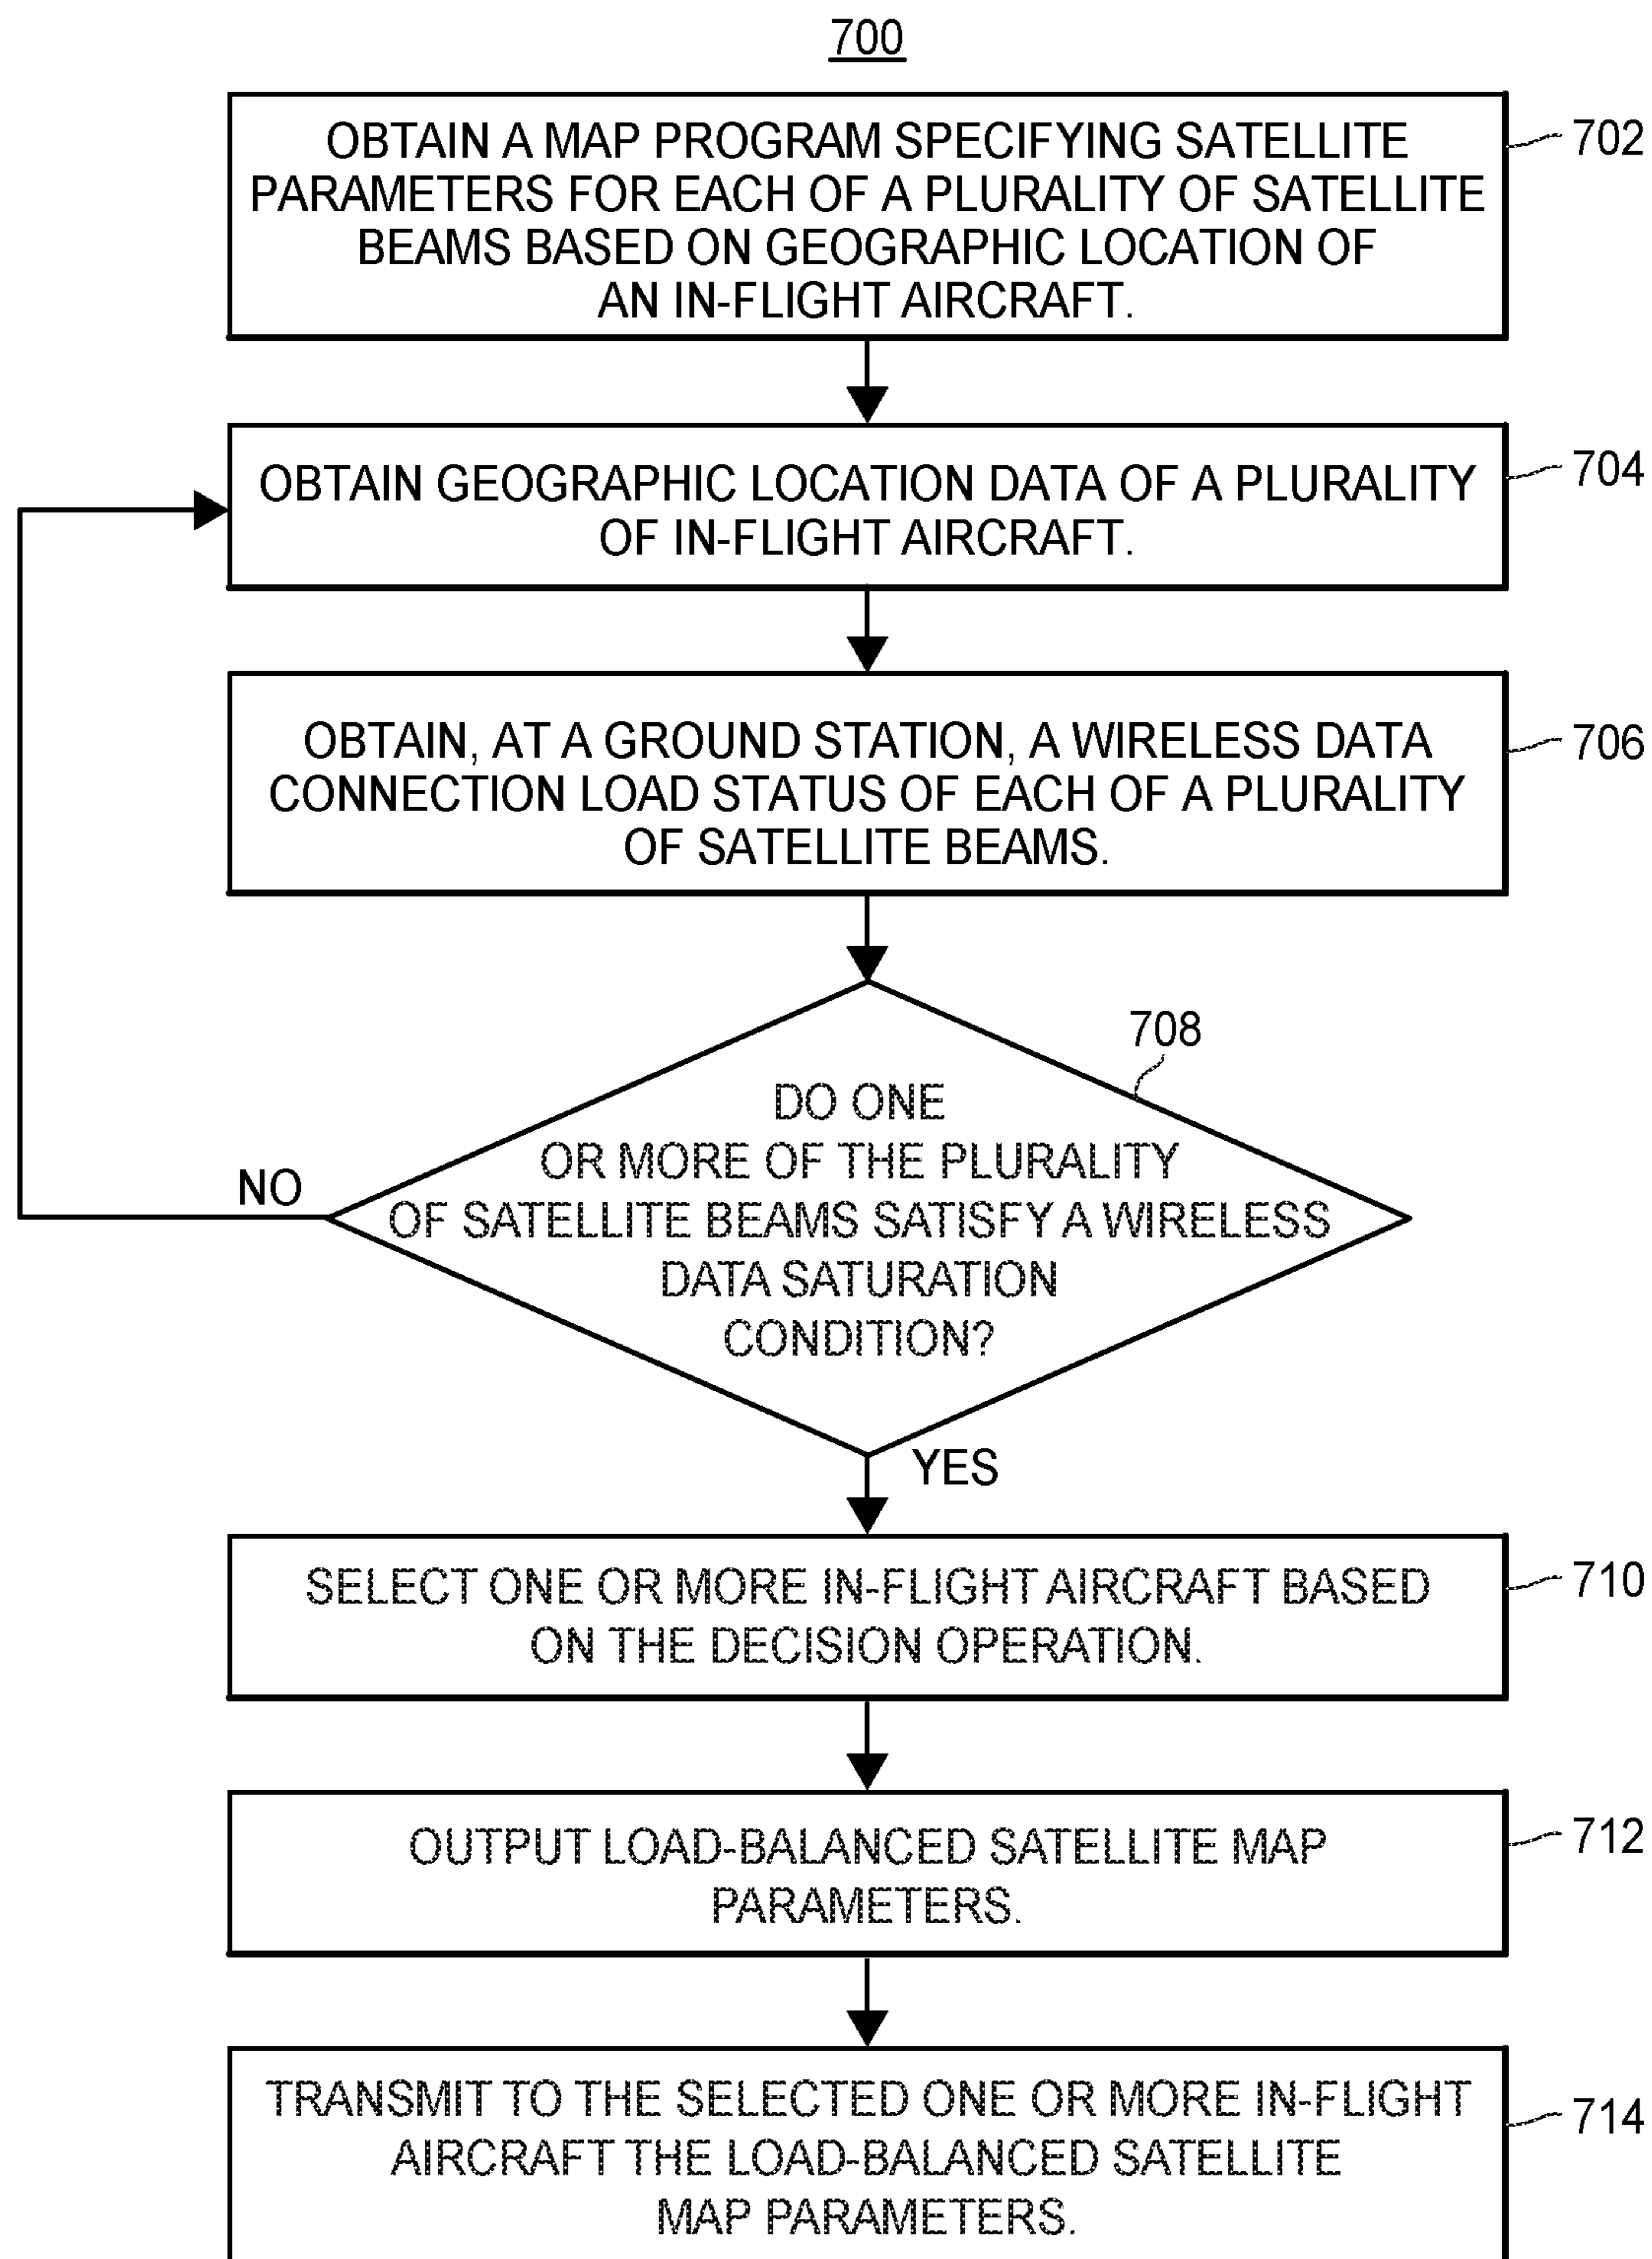 700
OBTAIN A MAP PROGRAM SPECIFYING SATELLITE
PARAMETERS FOR EACH OF A PLURALITY OF SATELLITE
BEAMS BASED ON GEOGRAPHIC LOCATION OF
AN IN-FLIGHT AIRCRAFT.
702
OBTAIN GEOGRAPHIC LOCATION DATA OF A PLURALITY
OF IN-FLIGHT AIRCRAFT.
704
OBTAIN, AT A GROUND STATION, A WIRELESS DATA
CONNECTION LOAD STATUS OF EACH OF A PLURALITY
OF SATELLITE BEAMS.
706
708
DO ONE
OR MORE OF THE PLURALITY
OF SATELLITE BEAMS SATISFY A WIRELESS
DATA SATURATION
CONDITION?
NO
YES
SELECT ONE OR MORE IN-FLIGHT AIRCRAFT BASED
ON THE DECISION OPERATION.
710
OUTPUT LOAD-BALANCED SATELLITE MAP
PARAMETERS.
712
TRANSMIT TO THE SELECTED ONE OR MORE IN-FLIGHT
AIRCRAFT THE LOAD-BALANCED SATELLITE
MAP PARAMETERS.
714